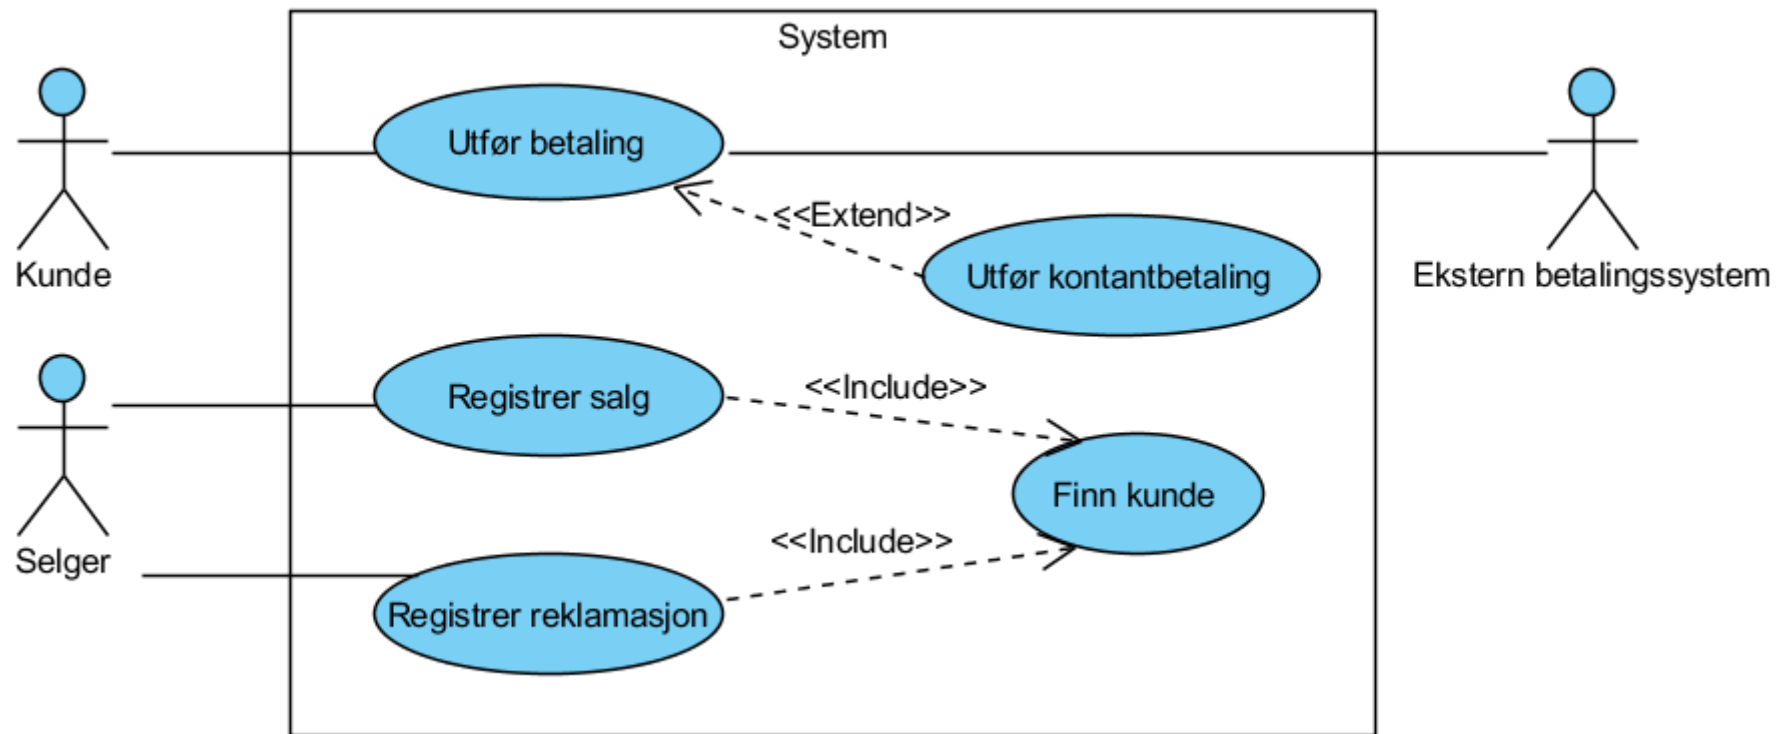 System
Utfør betaling
<<Extend>>
Utfør kontantbetaling
Kunde
Ekstern betalingssystem
Registrer salg
<<Include>>
Finn kunde
<<Include>>
Selger
Registrer reklamasjon